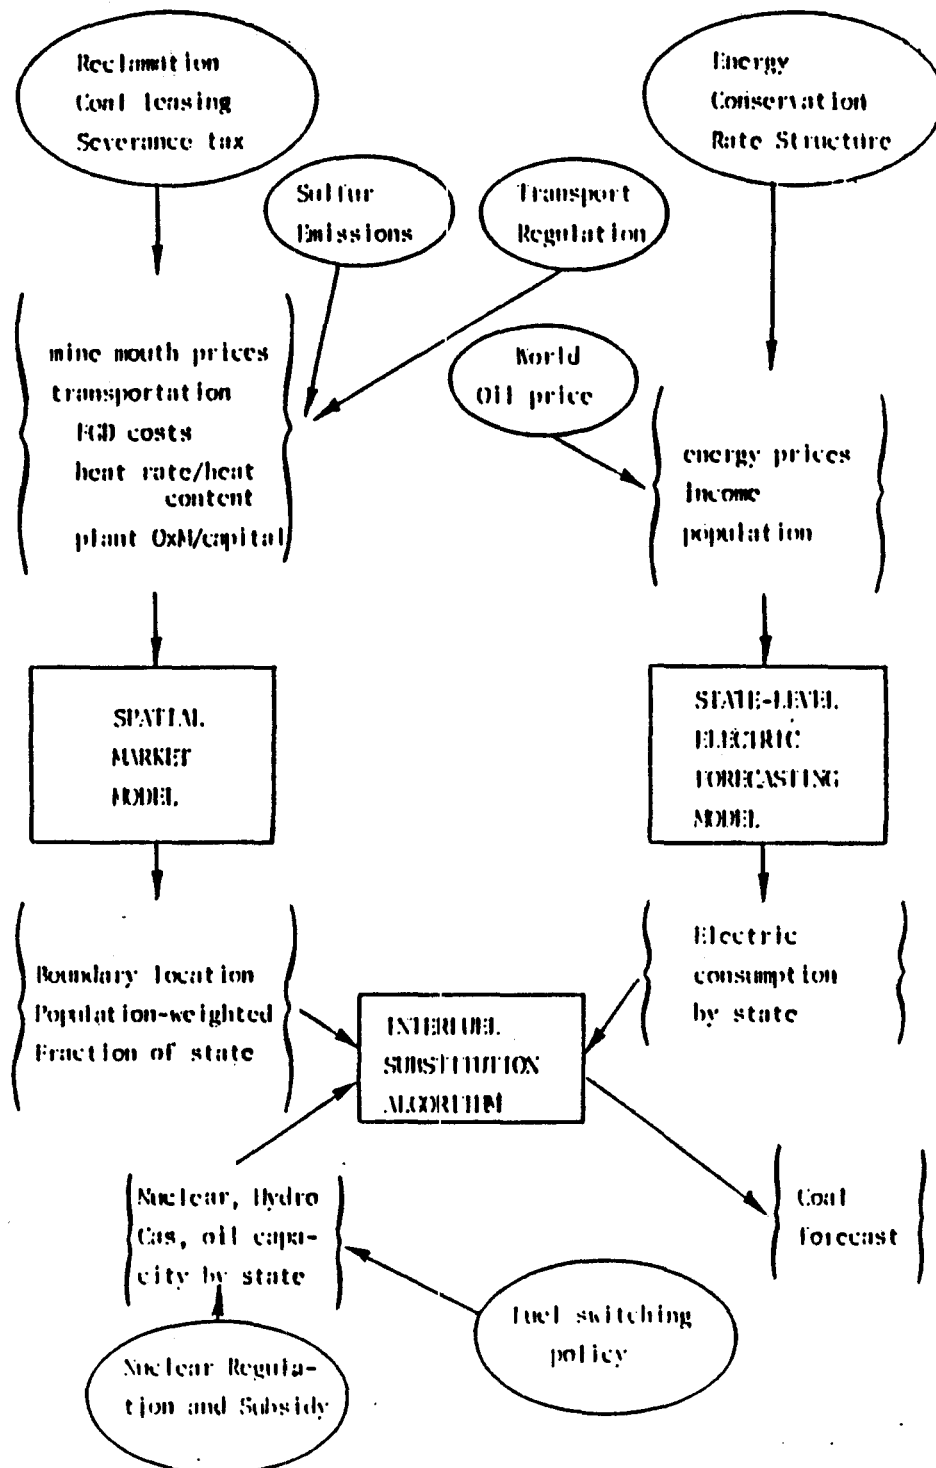 Reclamation
Coal leasing
Severance tax
Energy
Conservation
Rate Structure
Sulfur
Emissions
Transport
Regulation
World
Oil price
mine mouth prices
transportation
FGD costs
heat rate/heat
content
plant OxM/capital
energy prices
Income
population
SPATIAL
MARKET
MODEL
STATE-LEVEL
ELECTRIC
FORECASTING
MODEL
Boundary location
Population-weighted
Fraction of state
Electric
consumption
by state
INTERFUEL
SUBSTITUTION
ALGORITHM
Nuclear, Hydro
Gas, oil capa-
city by state
Coal
forecast
Fuel switching
policy
Nuclear Regula-
tion and Subsidy